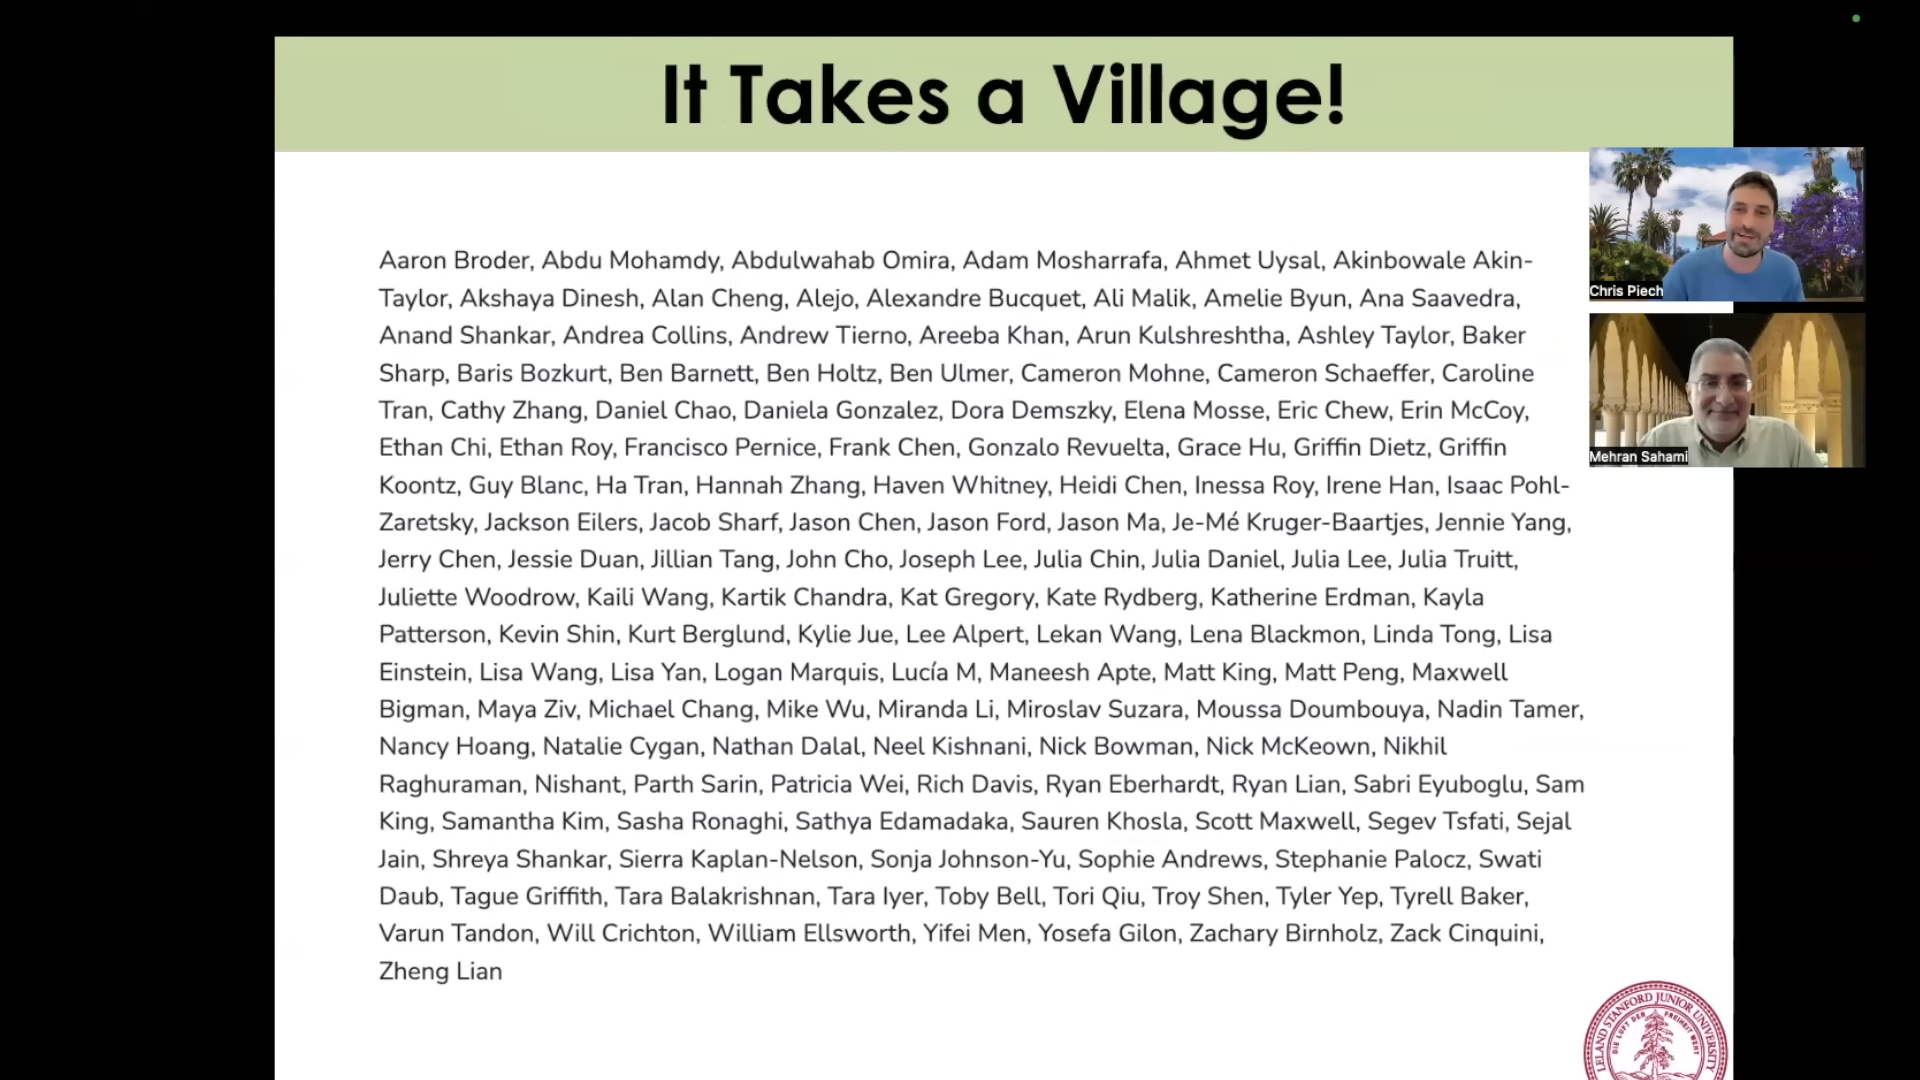 It Takes a Village!
Aaron Broder, Abdu Mohamdy, Abdulwahab Omira, Adam Mosharrafa, Ahmet Uysal, Akinbowale Akin-
Taylor, Akshaya Dinesh, Alan Cheng, Alejo, Alexandre Bucquet, Ali Malik, Amelie Byun, Ana Saavedra,
Anand Shankar, Andrea Collins, Andrew Tierno, Areeba Khan, Arun Kulshreshtha, Ashley Taylor, Baker
Sharp, Baris Bozkurt, Ben Barnett, Ben Holtz, Ben Ulmer, Cameron Mohne, Cameron Schaeffer, Caroline
Tran, Cathy Zhang, Daniel Chao, Daniela Gonzalez, Dora Demszky, Elena Mosse, Eric Chew, Erin McCoy,
Ethan Chi, Ethan Roy, Francisco Pernice, Frank Chen, Gonzalo Revuelta, Grace Hu, Griffin Dietz, Griffin
Koontz, Guy Blanc, Ha Tran, Hannah Zhang, Haven Whitney, Heidi Chen, Inessa Roy, Irene Han, Isaac Pohl-
Zaretsky, Jackson Eilers, Jacob Sharf, Jason Chen, Jason Ford, Jason Ma, Je-Mé Kruger-Baartjes, Jennie Yang,
Jerry Chen, Jessie Duan, Jillian Tang, John Cho, Joseph Lee, Julia Chin, Julia Daniel, Julia Lee, Julia Truitt,
Juliette Woodrow, Kaili Wang, Kartik Chandra, Kat Gregory, Kate Rydberg, Katherine Erdman, Kayla
Patterson, Kevin Shin, Kurt Berglund, Kylie Jue, Lee Alpert, Lekan Wang, Lena Blackmon, Linda Tong, Lisa
Einstein, Lisa Wang, Lisa Yan, Logan Marquis, Lucía M, Maneesh Apte, Matt King, Matt Peng, Maxwell
Bigman, Maya Ziv, Michael Chang, Mike Wu, Miranda Li, Miroslav Suzara, Moussa Doumbouya, Nadin Tamer,
Nancy Hoang, Natalie Cygan, Nathan Dalal, Neel Kishnani, Nick Bowman, Nick McKeown, Nikhil
Raghuraman, Nishant, Parth Sarin, Patricia Wei, Rich Davis, Ryan Eberhardt, Ryan Lian, Sabri Eyuboglu, Sam
King, Samantha Kim, Sasha Ronaghi, Sathya Edamadaka, Sauren Khosla, Scott Maxwell, Segev Tsfati, Sejal
Jain, Shreya Shankar, Sierra Kaplan-Nelson, Sonja Johnson-Yu, Sophie Andrews, Stephanie Palocz, Swati
Daub, Tague Griffith, Tara Balakrishnan, Tara Iyer, Toby Bell, Tori Qiu, Troy Shen, Tyler Yep, Tyrell Baker,
Varun Tandon, Will Crichton, William Ellsworth, Yifei Men, Yosefa Gilon, Zachary Birnholz, Zack Cinquini,
Zheng Lian
Chris Piech
Mehran Sahami
LELAND STANFORD JUNIOR UNIVERSITY
DIE LUFT DER FREIHEIT WEHT